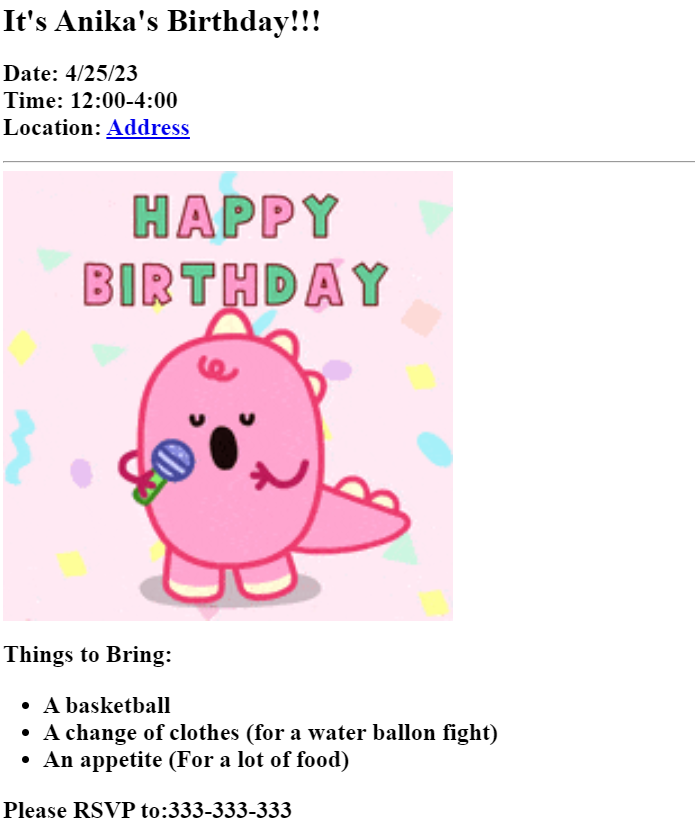 It's Anika's Birthday!!!
Date: 4/25/23
Time: 12:00-4:00
Location: Address
HAPPY
BIRTHDAY
Things to Bring:
A basketball
A change of clothes (for a water ballon fight)
An appetite (For a lot of food)
Please RSVP to:333-333-333